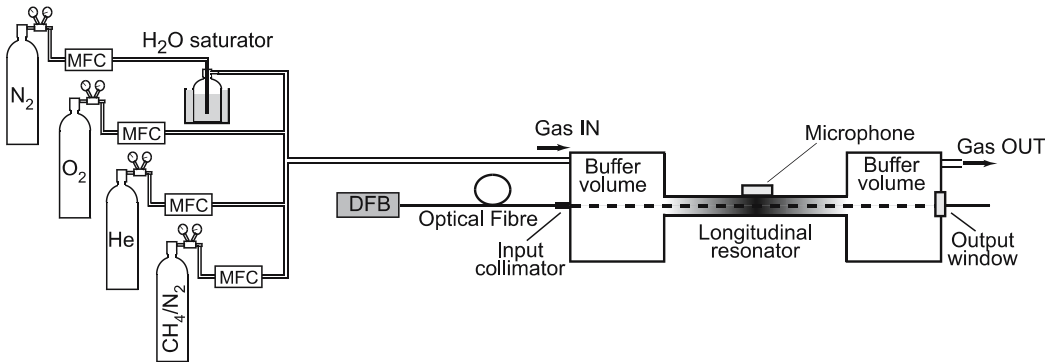 N₂
MFC
H₂O saturator
O₂
MFC
He
MFC
CH₄/N₂
MFC
DFB
Optical Fibre
Gas IN
Input
collimator
Buffer
volume
Microphone
Longitudinal
resonator
Buffer
volume
Gas OUT
Output
window